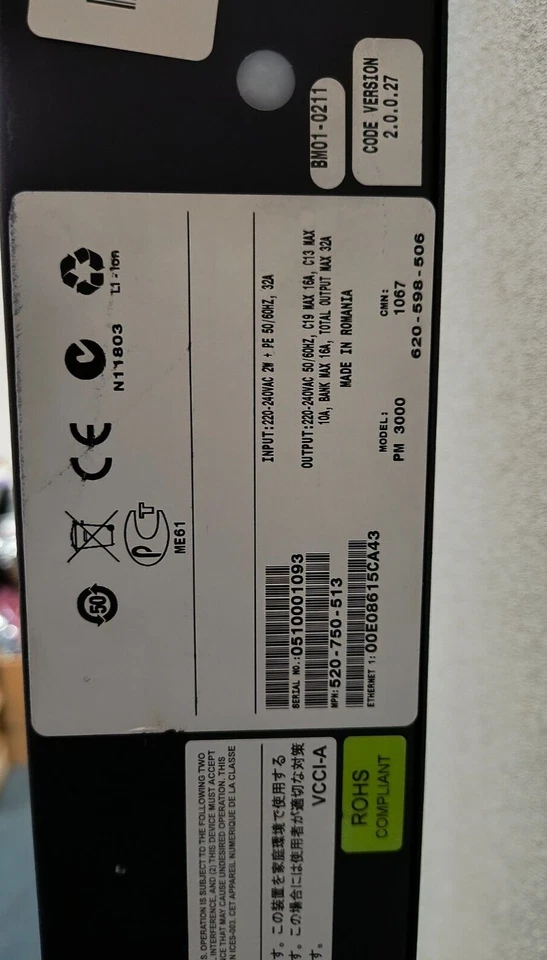 BM01-0211
CODE VERSION
2.0.0.27
50
ME61
N11803
Li-ion
INPUT:220-240VAC 2W + PE 50/60HZ, 32A
OUTPUT:220-240VAC 50/60HZ, C19 MAX 16A, C13 MAX
10A, BANK MAX 16A, TOTAL OUTPUT MAX 32A
MADE IN ROMANIA
SERIAL NO.:0510001093
MPN:520-750-513
ETHERNET 1:00E08615CA43
MODEL:
PM 3000
CMN:
1067
620-598-506
S. OPERATION IS SUBJECT TO THE FOLLOWING TWO
INTERFERENCE, AND (2) THIS DEVICE MUST ACCEPT
CE THAT MAY CAUSE UNDESIRED OPERATION. THIS
N ICES-003. CET APPAREIL NUMERIQUE DE LA CLASSE
す。この装置を家庭環境で使用する
す。この場合には使用者が適切な対策
す。
VCCI-A
ROHS
COMPLIANT